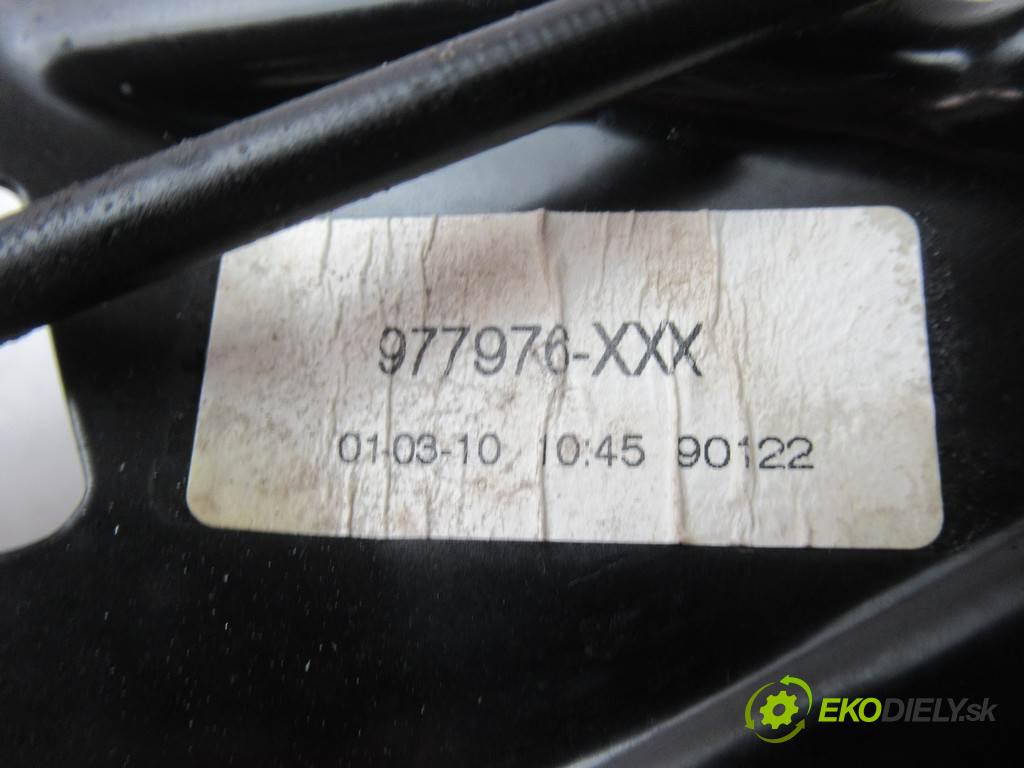 977976-XXX
01-03-10 10:45 90122
EKODIELY.sk